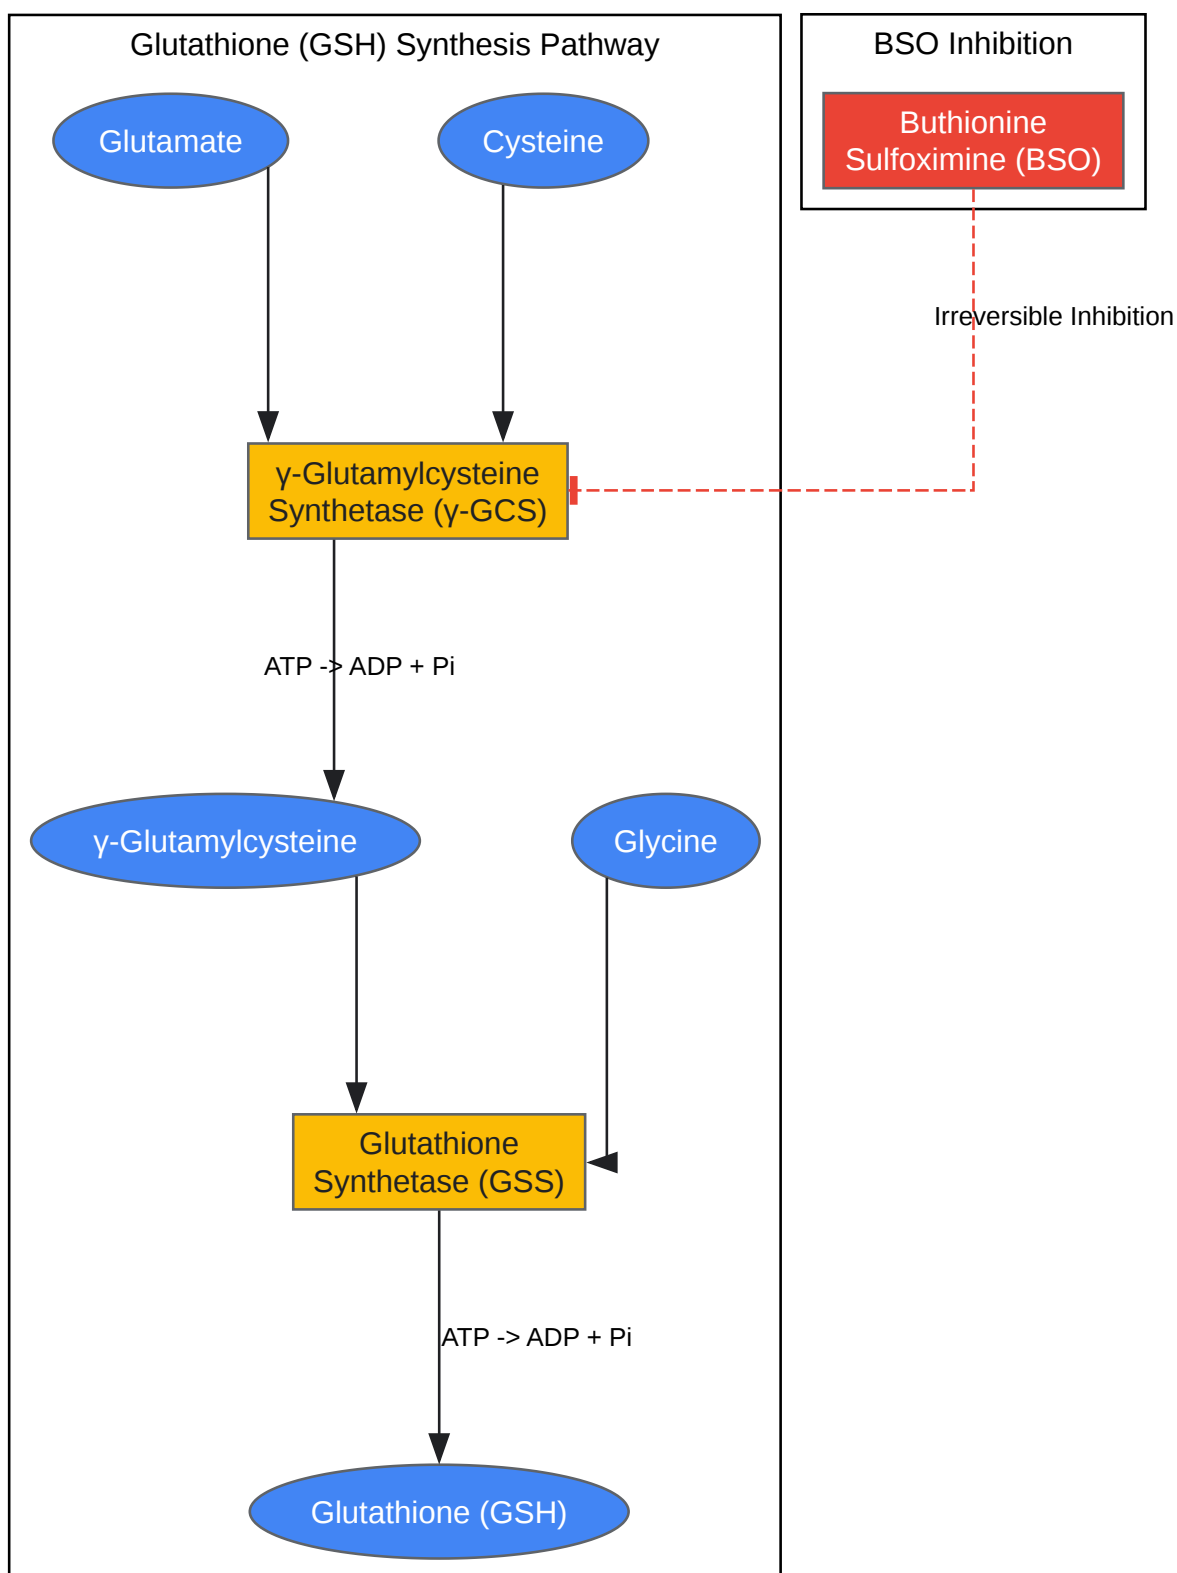 Glutathione (GSH) Synthesis Pathway
BSO Inhibition
Glutamate
Cysteine
Buthionine
Sulfoximine (BSO)
Irreversible Inhibition
γ-Glutamylcysteine
Synthetase (γ-GCS)
ATP -> ADP + Pi
γ-Glutamylcysteine
Glycine
Glutathione
Synthetase (GSS)
ATP -> ADP + Pi
Glutathione (GSH)